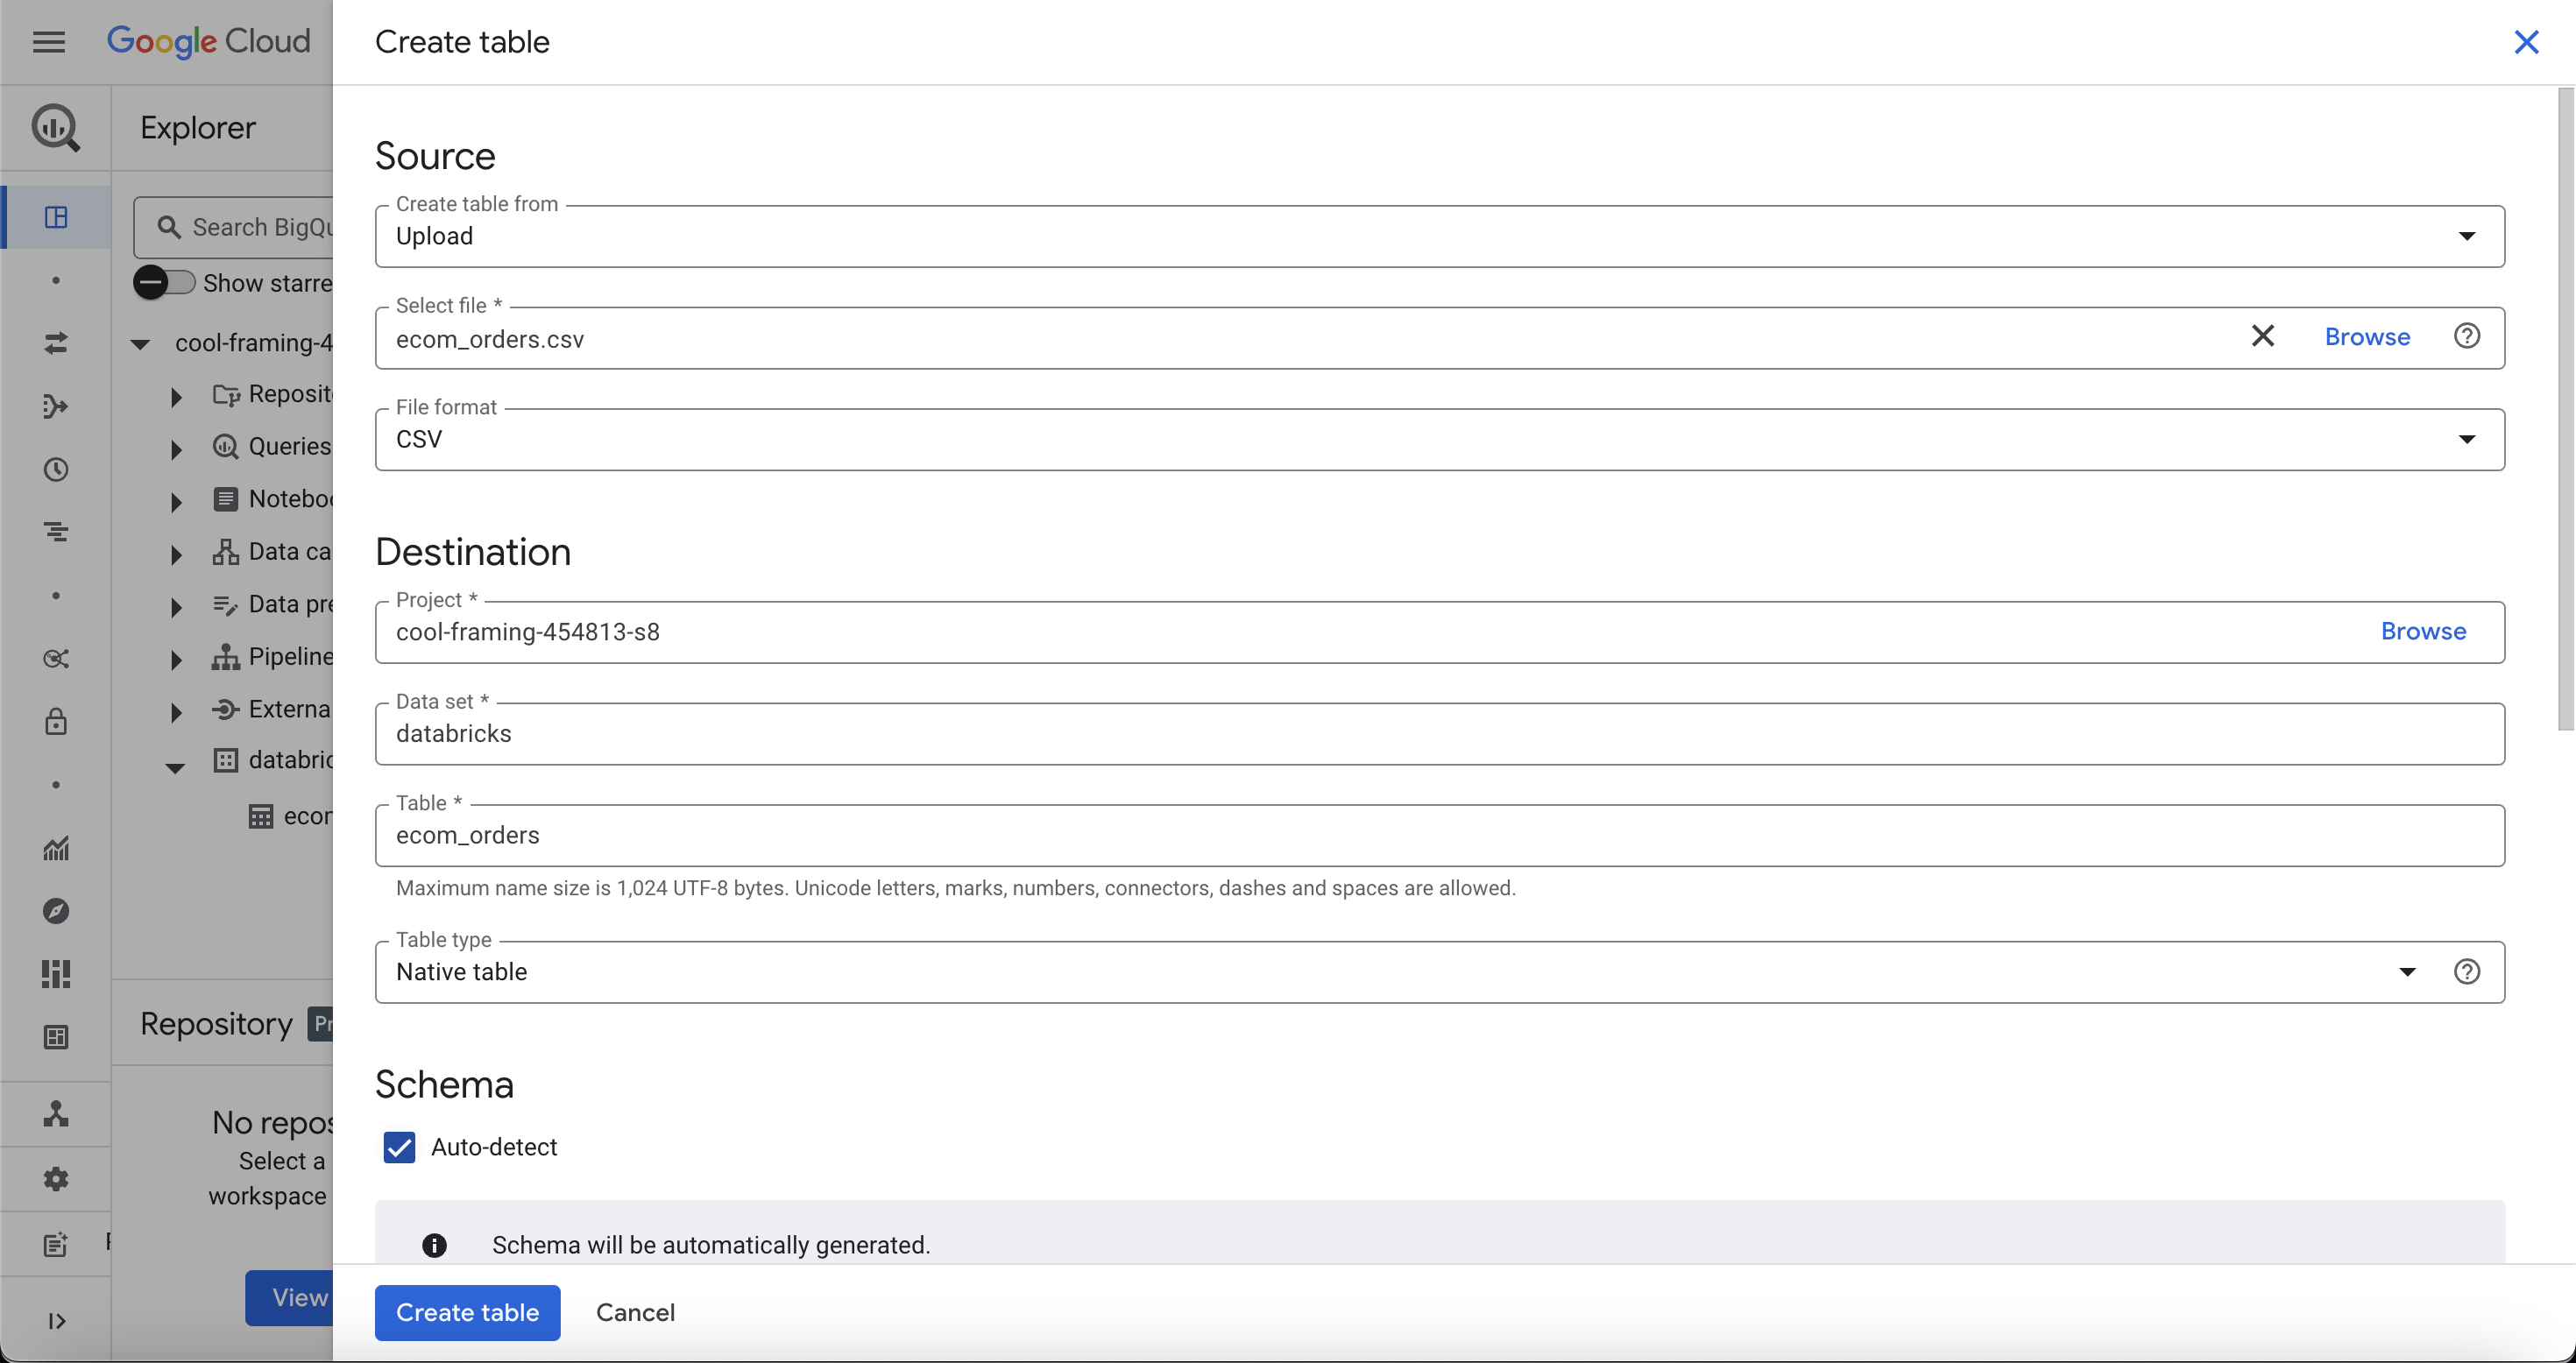 Google Cloud
Create table
Explorer
Search BigQu
Show starre
cool-framing-4
Reposit
Queries
Notebo
Data ca
Data pre
Pipeline
Externa
databric
ecor
Repository
Pr
No repos
Select a
workspace
View
Source
Create table from
Upload
Select file *
ecom_orders.csv
Browse
File format
CSV
Destination
Project *
cool-framing-454813-s8
Browse
Data set *
databricks
Table *
ecom_orders
Maximum name size is 1,024 UTF-8 bytes. Unicode letters, marks, numbers, connectors, dashes and spaces are allowed.
Table type
Native table
Schema
Auto-detect
Schema will be automatically generated.
Create table
Cancel